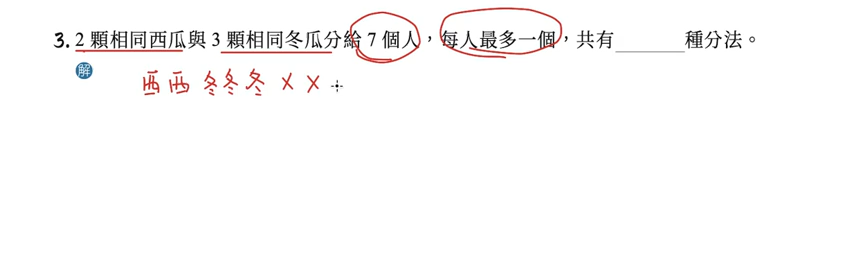 3. 2 顆相同西瓜與 3 顆相同冬瓜分給 7 個人，每人最多一個，共有______種分法。
解
西 西 冬 冬 冬 × ×